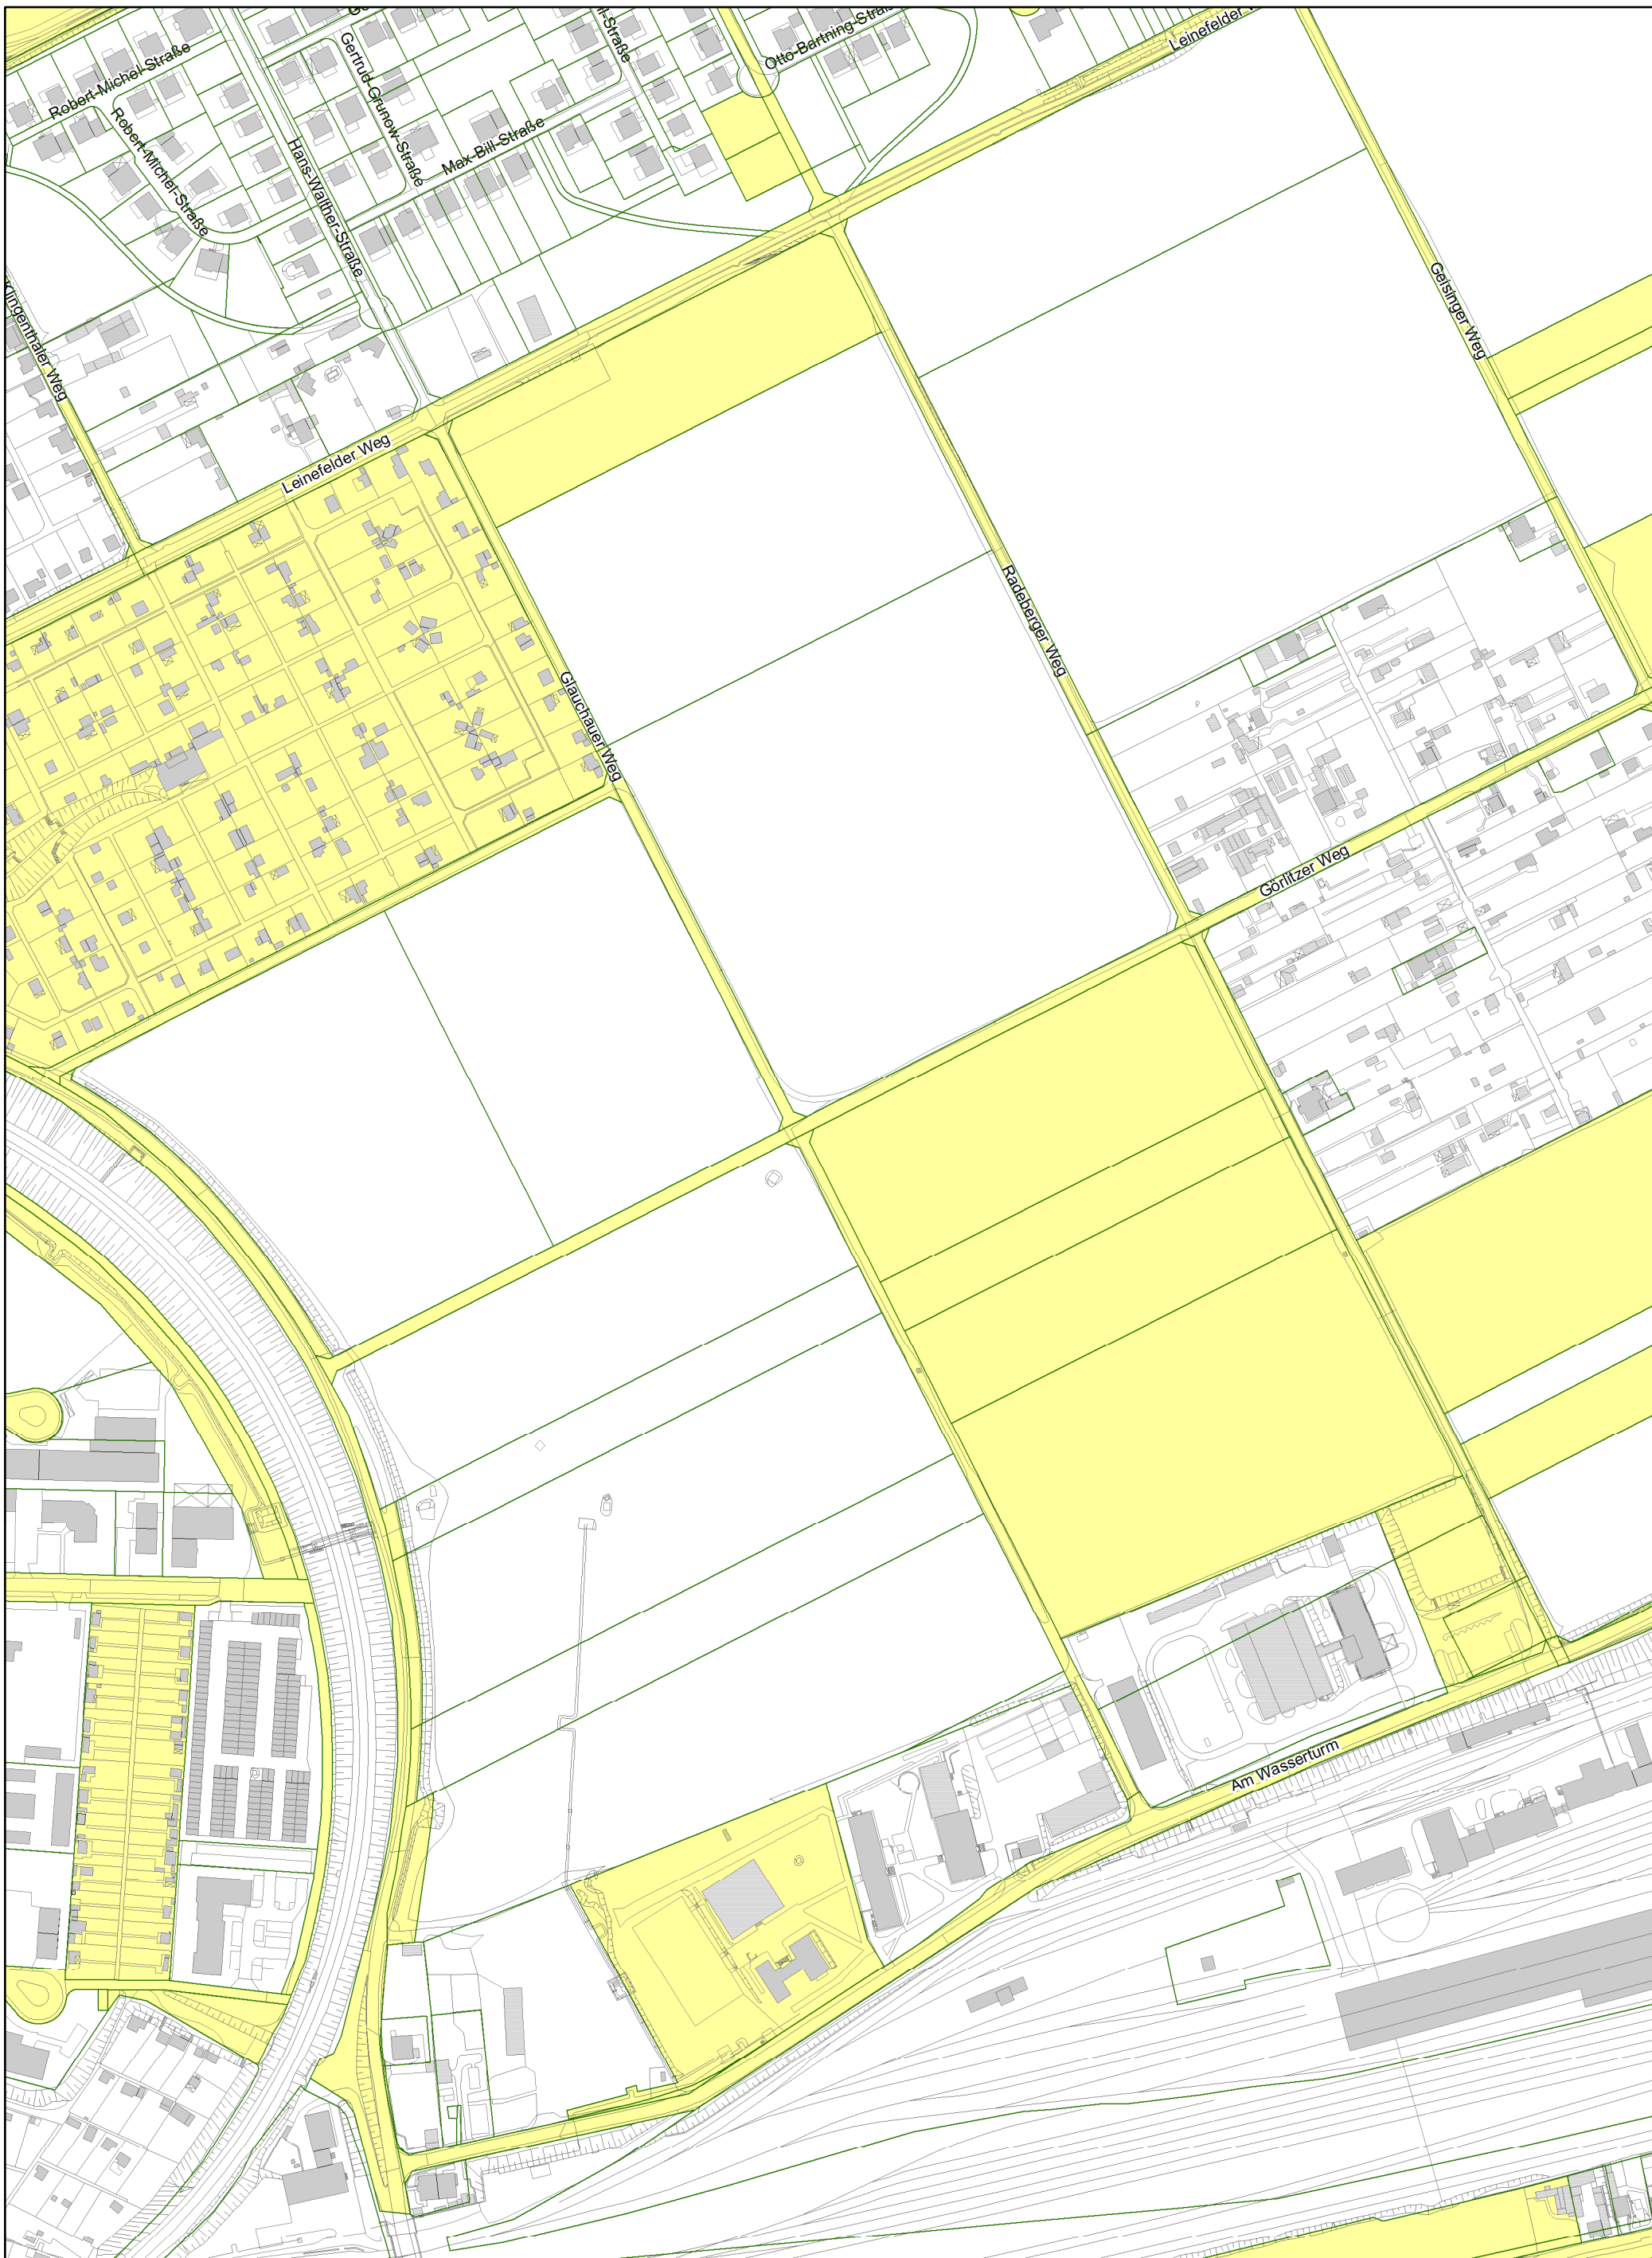 Otto-Bartning-Straße
Leinefelder
Robert-Michel-Straße
Robert-Michel-Straße
Gertrud-Grunow-Straße
Max-Bill-Straße
Hans-Walther-Straße
Klingenthaler Weg
Geisinger Weg
Leinefelder Weg
Radeberger Weg
Glauchauer Weg
Görlitzer Weg
Am Wasserturm